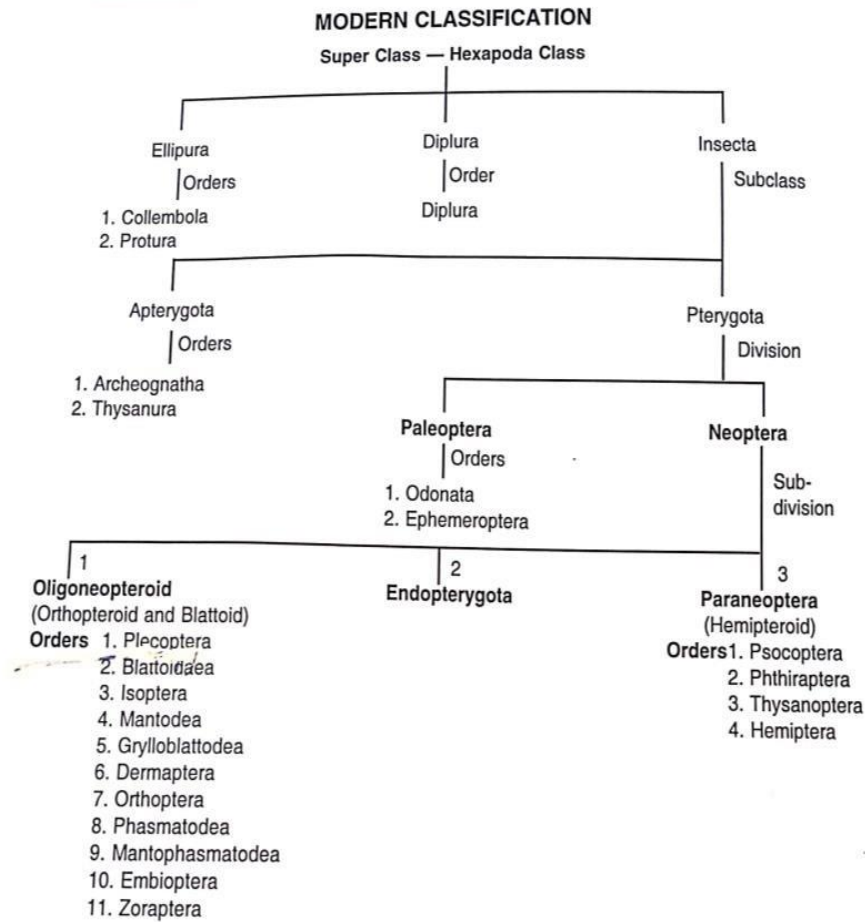 MODERN CLASSIFICATION
Super Class — Hexapoda Class
Ellipura
Diplura
Insecta
Orders
Order
Subclass
1. Collembola
2. Protura
Diplura
Apterygota
Pterygota
Orders
Division
1. Archeognatha
2. Thysanura
Paleoptera
Neoptera
Orders
1. Odonata
2. Ephemeroptera
Sub-
division
1
2
3
Oligoneopteroid
(Orthopteroid and Blattoid)
Orders 1. Plecoptera
2. Blattoidaea
3. Isoptera
4. Mantodea
5. Grylloblattodea
6. Dermaptera
7. Orthoptera
8. Phasmatodea
9. Mantophasmatodea
10. Embioptera
11. Zoraptera
Endopterygota
Paraneoptera
(Hemipteroid)
Orders1. Psocoptera
2. Phthiraptera
3. Thysanoptera
4. Hemiptera